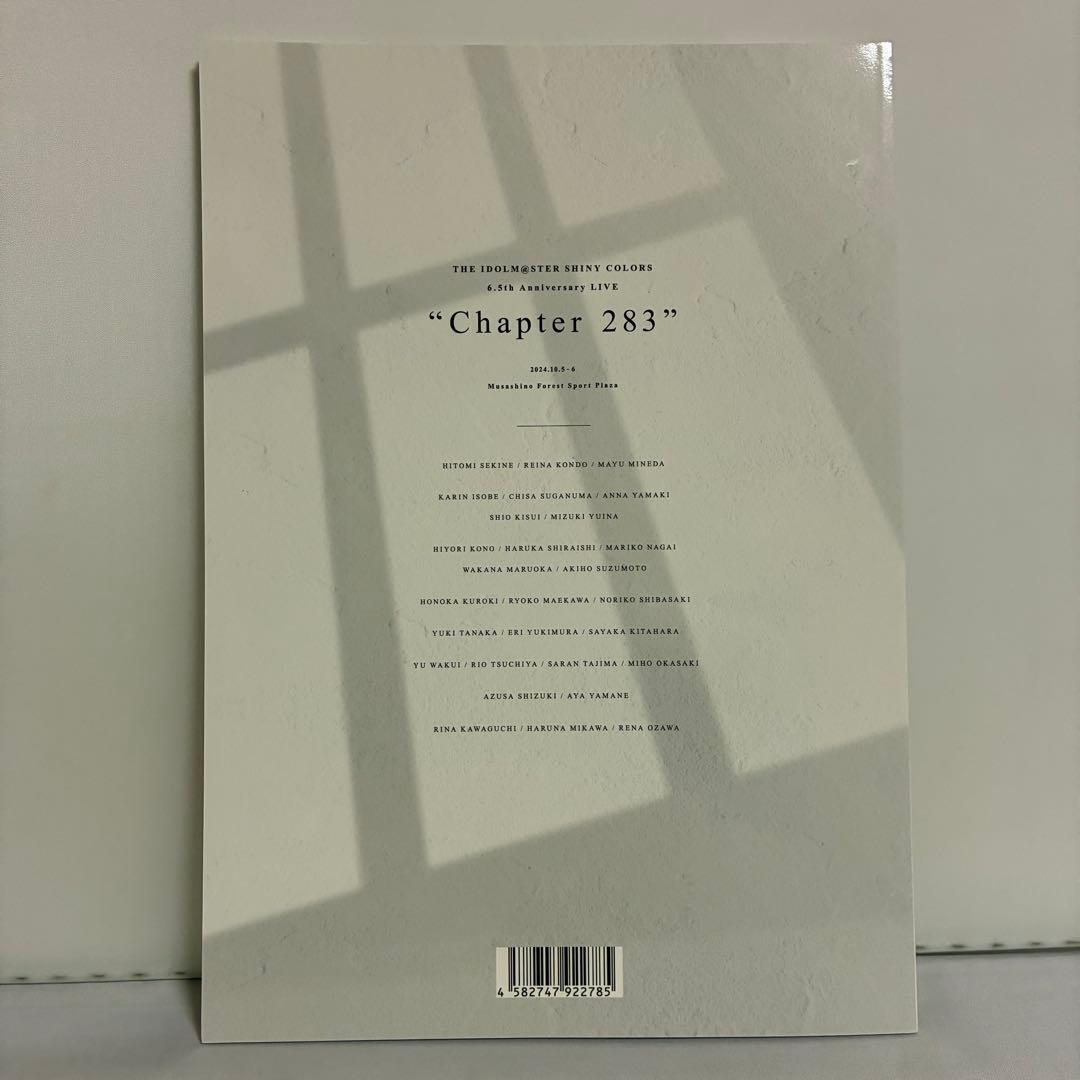 THE IDOLM@STER SHINY COLORS
6.5th Anniversary LIVE
“Chapter 283”
2024.10.5-6
Musashino Forest Sport Plaza
HITOMI SEKINE / REINA KONDO / MAYU MINEDA
KARIN ISOBE / CHISA SUGANUMA / ANNA YAMAKI
SHIO KISUI / MIZUKI YUINA
HIYORI KONO / HARUKA SHIRAISHI / MARIKO NAGAI
WAKANA MARUOKA / AKIHO SUZUMOTO
HONOKA KUROKI / RYOKO MAEKAWA / NORIKO SHIBASAKI
YUKI TANAKA / ERI YUKIMURA / SAYAKA KITAHARA
YU WAKUI / RIO TSUCHIYA / SARAN TAJIMA / MIHO OKASAKI
AZUSA SHIZUKI / AYA YAMANE
RINA KAWAGUCHI / HARUNA MIKAWA / RENA OZAWA
4 582747 922785